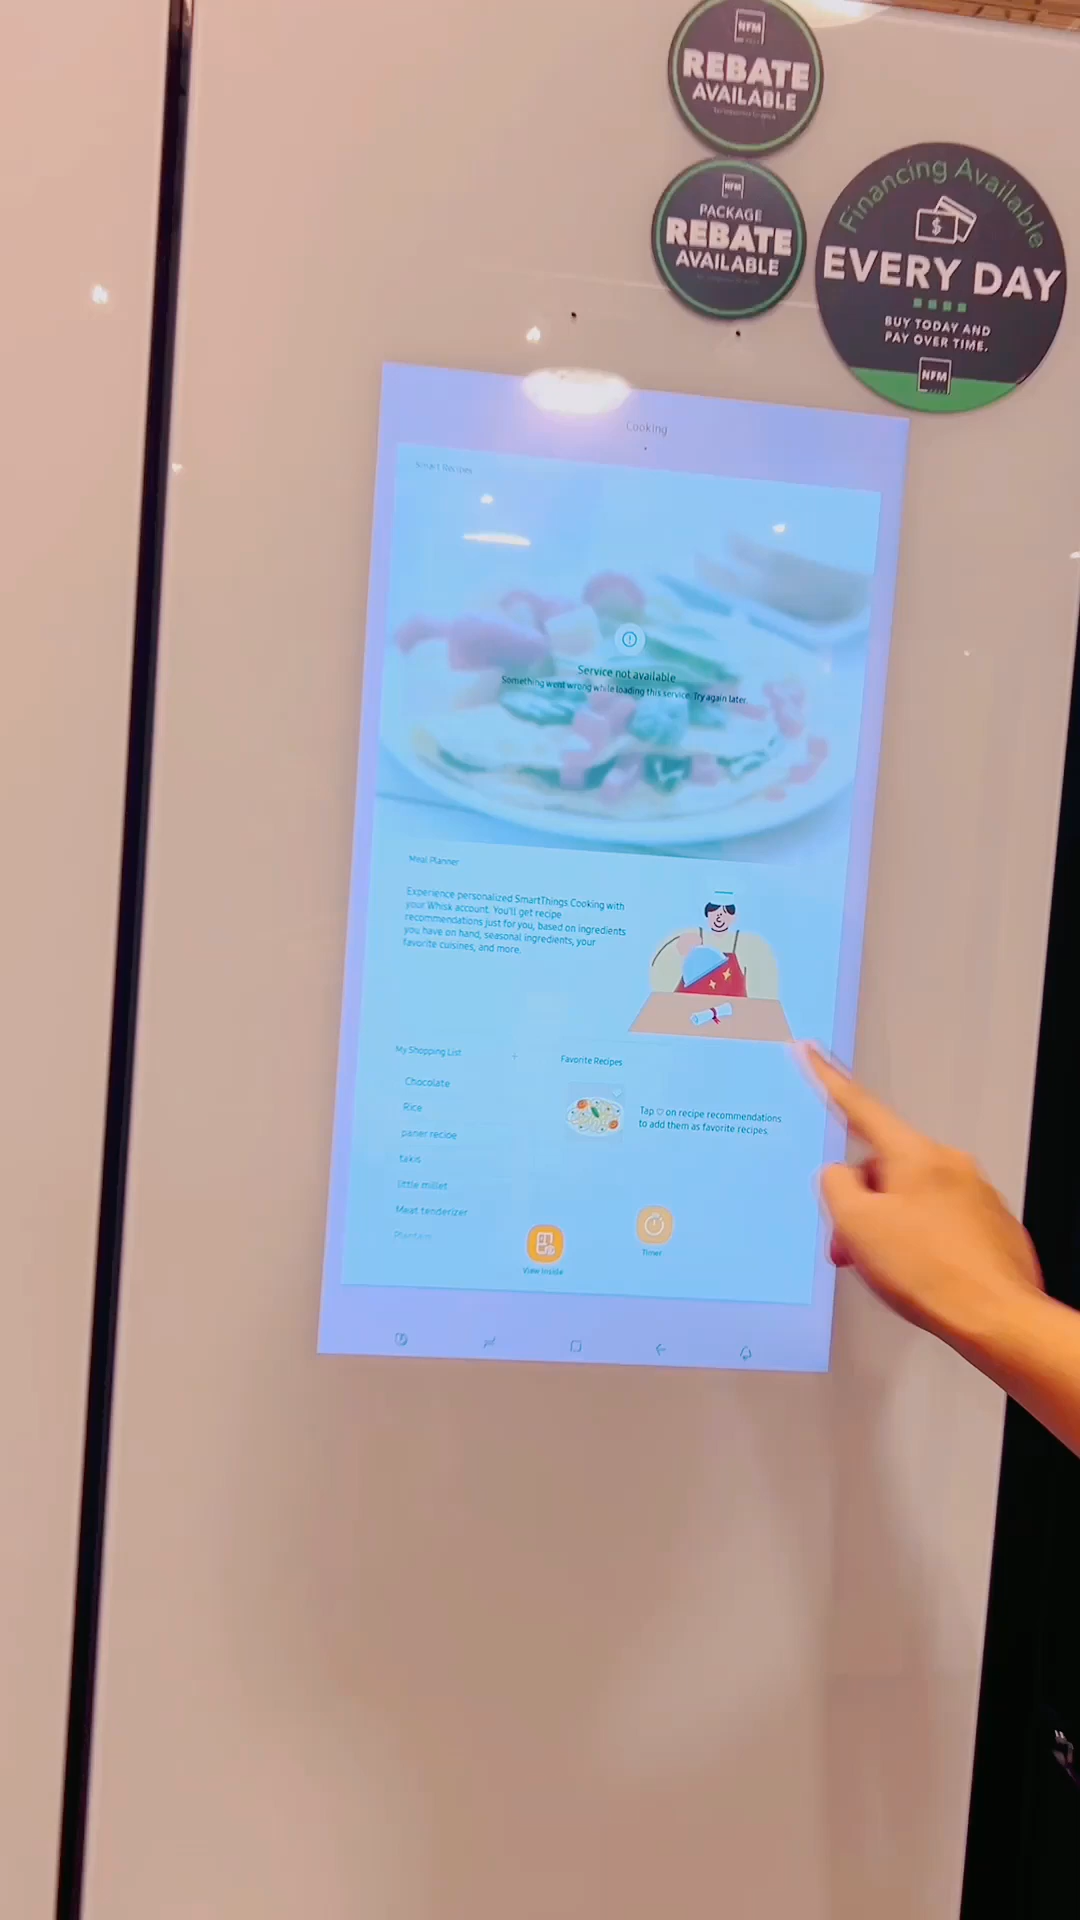 NFM
REBATE
AVAILABLE
NFM
PACKAGE
REBATE
AVAILABLE
Financing Available
$
EVERY DAY
BUY TODAY AND
PAY OVER TIME.
NFM
Cooking
Smart Recipes
Service not available
Something went wrong while loading this service. Try again later.
Meal Planner
Experience personalized SmartThings Cooking with
your Whisk account. You'll get recipe
recommendations just for you, based on ingredients
you have on hand, seasonal ingredients, your
favorite cuisines, and more.
My Shopping List +
Chocolate
Rice
paner recipe
takis
little millet
Meat tenderizer
Plantain
Favorite Recipes
Tap ♡ on recipe recommendations
to add them as favorite recipes.
View Inside
Timer